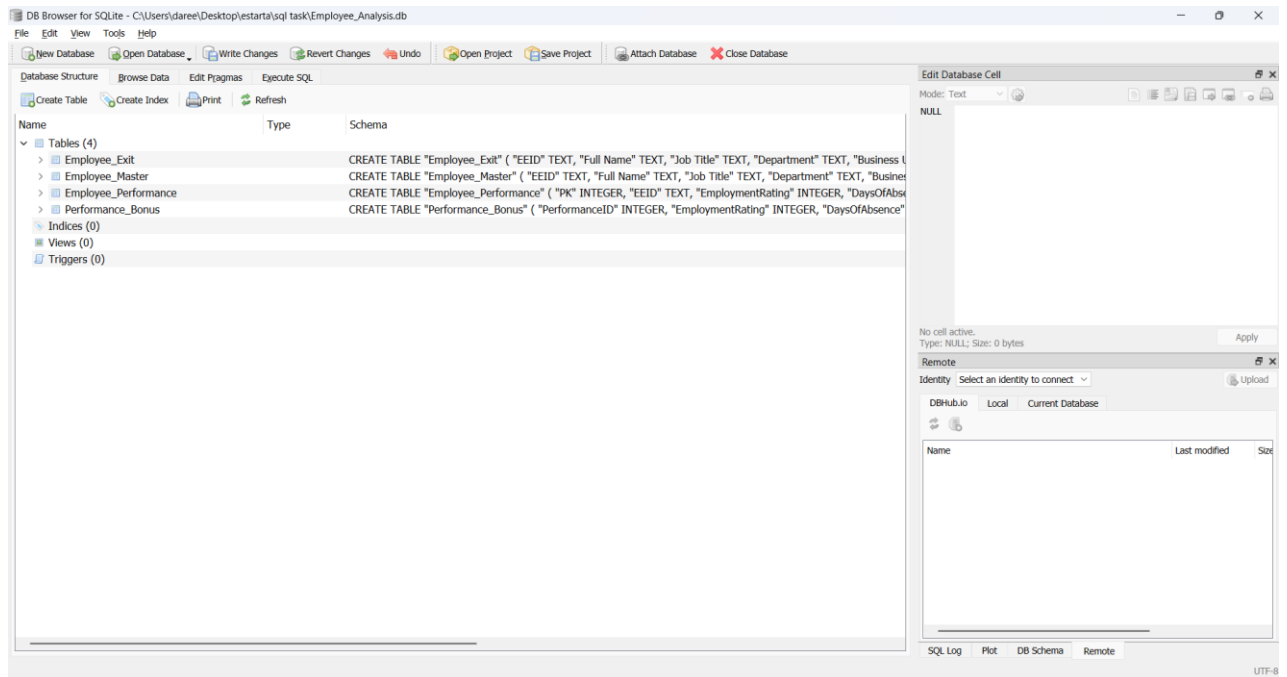 DB Browser for SQLite - C:\Users\daree\Desktop\estarta\sql task\Employee_Analysis.db
File Edit View Tools Help
New Database Open Database Write Changes Revert Changes Undo Open Project Save Project Attach Database Close Database
Database Structure Browse Data Edit Pragmas Execute SQL
Create Table Create Index Print Refresh
Name Type Schema
Tables (4)
Employee_Exit CREATE TABLE "Employee_Exit" ( "EEID" TEXT, "Full Name" TEXT, "Job Title" TEXT, "Department" TEXT, "Business U
Employee_Master CREATE TABLE "Employee_Master" ( "EEID" TEXT, "Full Name" TEXT, "Job Title" TEXT, "Department" TEXT, "Busines
Employee_Performance CREATE TABLE "Employee_Performance" ( "PK" INTEGER, "EEID" TEXT, "EmploymentRating" INTEGER, "DaysOfAbse
Performance_Bonus CREATE TABLE "Performance_Bonus" ( "PerformanceID" INTEGER, "EmploymentRating" INTEGER, "DaysOfAbsence"
Indices (0)
Views (0)
Triggers (0)
Edit Database Cell
Mode: Text
NULL
No cell active.
Type: NULL; Size: 0 bytes
Apply
Remote
Identity Select an identity to connect Upload
DBHub.io Local Current Database
Name Last modified Size
SQL Log Plot DB Schema Remote
UTF-8